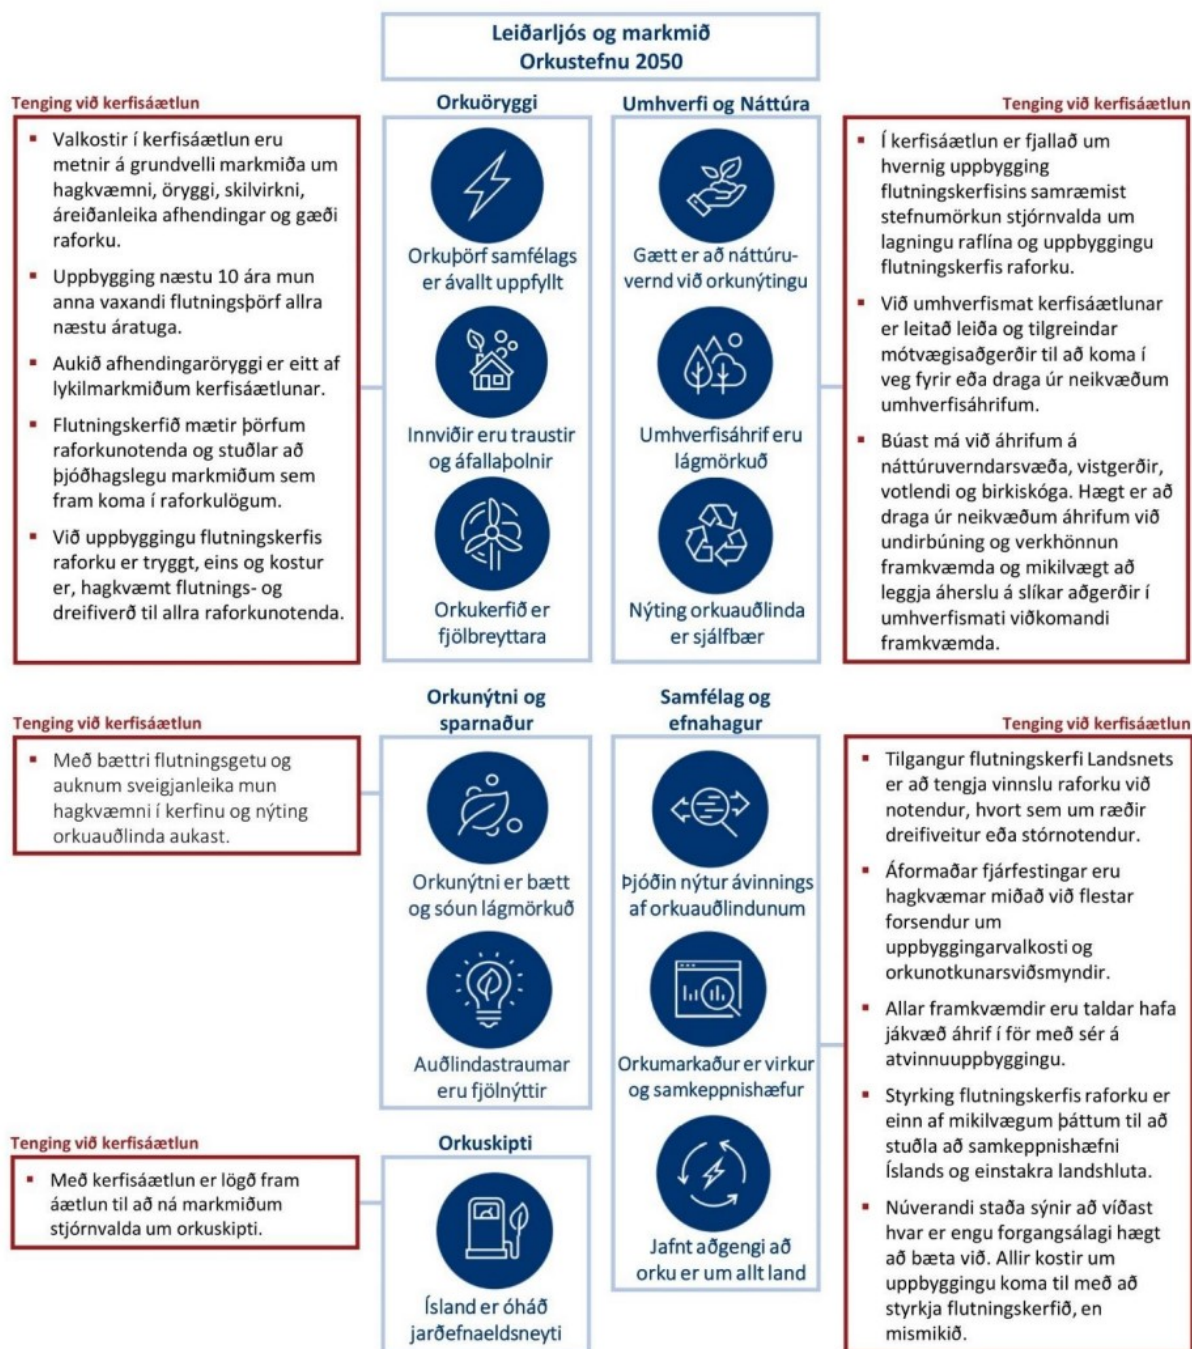 Leiðarljós og markmið
Orkustefnu 2050
Tenging við kerfisáætlun
▪ Valkostir í kerfisáætlun eru
metnir á grundvelli markmiða um
hagkvæmni, öryggi, skilvirkni,
áreiðanleika afhendingar og gæði
raforku.
▪ Uppbygging næstu 10 ára mun
anna vaxandi flutningsþörf allra
næstu áratuga.
▪ Aukið afhendingaröryggi er eitt af
lykilmarkmiðum kerfisáætlunar.
▪ Flutningskerfið mætir þörfum
raforkunotenda og stuðlar að
þjóðhagslegu markmiðum sem
fram koma í raforkulögum.
▪ Við uppbyggingu flutningskerfis
raforku er tryggt, eins og kostur
er, hagkvæmt flutnings- og
dreifiverð til allra raforkunotenda.
Orkuöryggi
Orkuþörf samfélags
er ávallt uppfyllt
Innviðir eru traustir
og áfallaþolnir
Orkukerfið er
fjölbreyttara
Umhverfi og Náttúra
Gætt er að náttúru-
vernd við orkunýtingu
Umhverfisáhrif eru
lágmörkuð
Nýting orkuauðlinda
er sjálfbær
Tenging við kerfisáætlun
▪ Í kerfisáætlun er fjallað um
hvernig uppbygging
flutningskerfisins samræmist
stefnumörkun stjórnvalda um
lagningu raflína og uppbyggingu
flutningskerfis raforku.
▪ Við umhverfismat kerfisáætlunar
er leitað leiða og tilgreindar
mótvægisaðgerðir til að koma í
veg fyrir eða draga úr neikvæðum
umhverfisáhrifum.
▪ Búast má við áhrifum á
náttúruverndarsvæða, vistgerðir,
votlendi og birkiskóga. Hægt er að
draga úr neikvæðum áhrifum við
undirbúning og verkhönnun
framkvæmda og mikilvægt að
leggja áherslu á slíkar aðgerðir í
umhverfismati viðkomandi
framkvæmda.
Tenging við kerfisáætlun
▪ Með bættri flutningsgetu og
auknum sveigjanleika mun
hagkvæmni í kerfinu og nýting
orkuauðlinda aukast.
Orkunýtni og
sparnaður
Orkunýtni er bætt
og sóun lágmörkuð
Auðlindastraumar
eru fjölnýttir
Samfélag og
efnahagur
Þjóðin nýtur ávinnings
af orkuauðlindunum
Orkumarkaður er virkur
og samkeppnishæfur
Jafnt aðgengi að
orku er um allt land
Tenging við kerfisáætlun
▪ Tilgangur flutningskerfi Landsnets
er að tengja vinnslu raforku við
notendur, hvort sem um ræðir
dreifiveitur eða stórnotendur.
▪ Áformaðar fjárfestingar eru
hagkvæmar miðað við flestar
forsendur um
uppbyggingarvalkosti og
orkunotkunarsviðsmyndir.
▪ Allar framkvæmdir eru taldar hafa
jákvæð áhrif í för með sér á
atvinnuuppbyggingu.
▪ Styrking flutningskerfis raforku er
einn af mikilvægum þáttum til að
stuðla að samkeppnishæfni
Íslands og einstakra landshluta.
▪ Núverandi staða sýnir að víðast
hvar er engu forgangsálagi hægt
að bæta við. Allir kostir um
uppbyggingu koma til með að
styrkja flutningskerfið, en
mismikið.
Tenging við kerfisáætlun
▪ Með kerfisáætlun er lögð fram
áætlun til að ná markmiðum
stjórnvalda um orkuskipti.
Orkuskipti
Ísland er óháð
jarðefnaeldsneyti